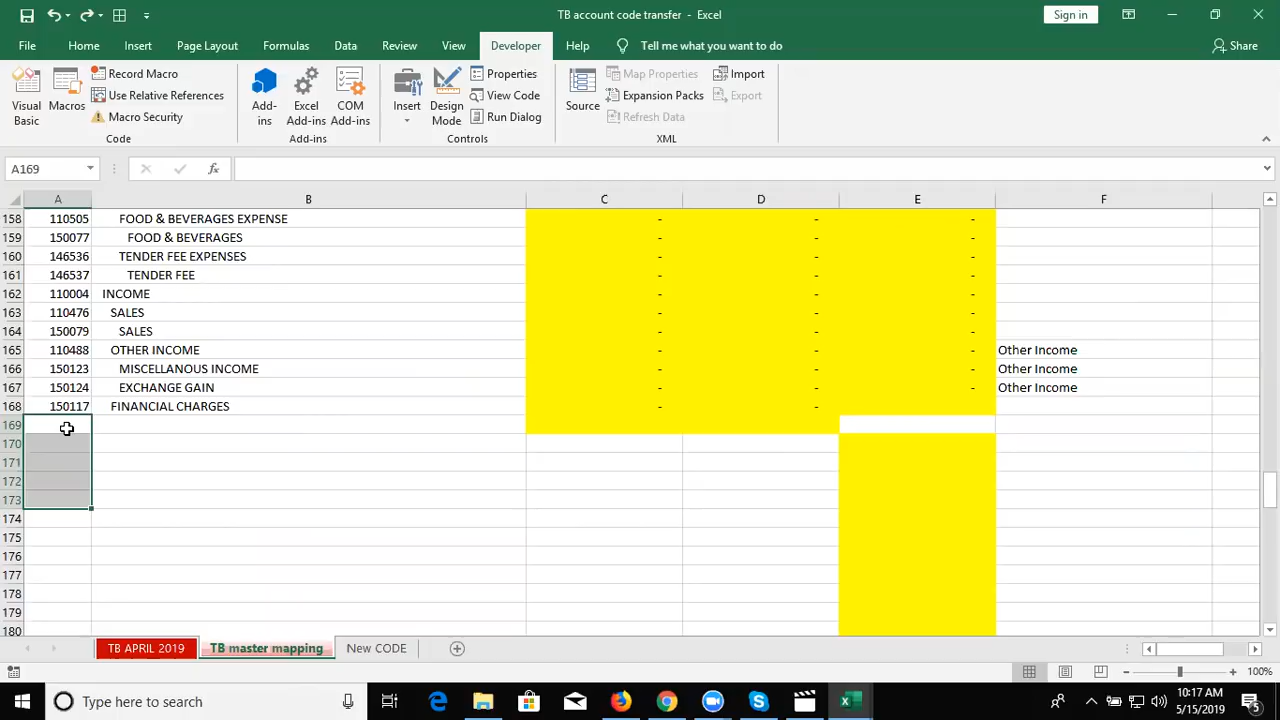 TB account code transfer - Excel
Sign in
File Home Insert Page Layout Formulas Data Review View Developer Help Tell me what you want to do Share
Visual Basic
Macros
Record Macro
Use Relative References
Macro Security
Code
Add-ins
Excel Add-ins
COM Add-ins
Add-ins
Insert
Design Mode
Properties
View Code
Run Dialog
Controls
Source
Map Properties
Expansion Packs
Refresh Data
Import
Export
XML
A169 fx
A B C D E F
158 110505 FOOD & BEVERAGES EXPENSE - - -
159 150077 FOOD & BEVERAGES - - -
160 146536 TENDER FEE EXPENSES - - -
161 146537 TENDER FEE - - -
162 110004 INCOME - - -
163 110476 SALES - - -
164 150079 SALES - - -
165 110488 OTHER INCOME - - - Other Income
166 150123 MISCELLANOUS INCOME - - - Other Income
167 150124 EXCHANGE GAIN - - - Other Income
168 150117 FINANCIAL CHARGES - -
169
170
171
172
173
174
175
176
177
178
179
180
TB APRIL 2019 TB master mapping New CODE
100%
Type here to search
10:17 AM
5/15/2019
5